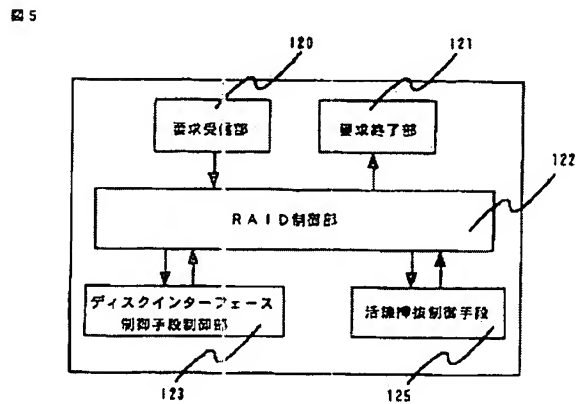 図5
120
121
要求受信部
要求終了部
122
RAID制御部
ディスクインターフェース
制御手段制御部
活線挿抜制御手段
123
125